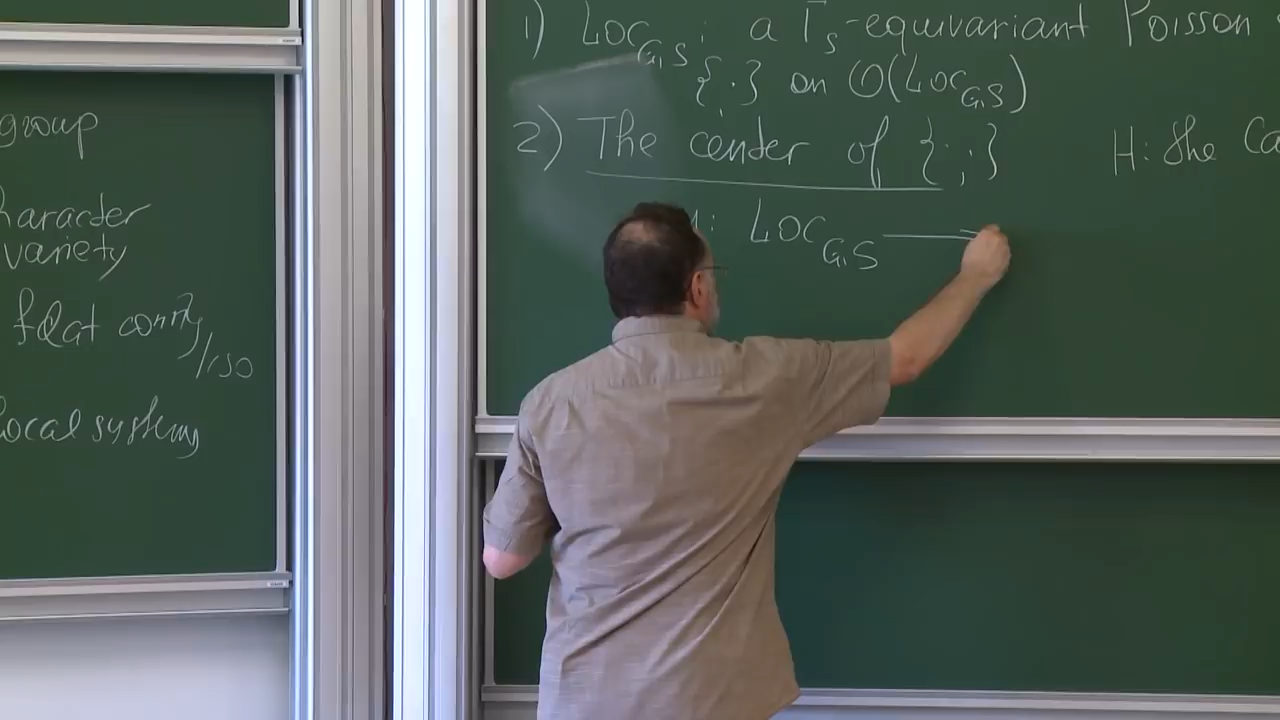 group
haracter
variety
flat conn
/iso
local systems
1) Loc_{G,S}: a Γ_S-equivariant Poisson
{,} on O(Loc_{G,S})
2) The center of {,}
H: the Ca
: Loc_{G,S} →